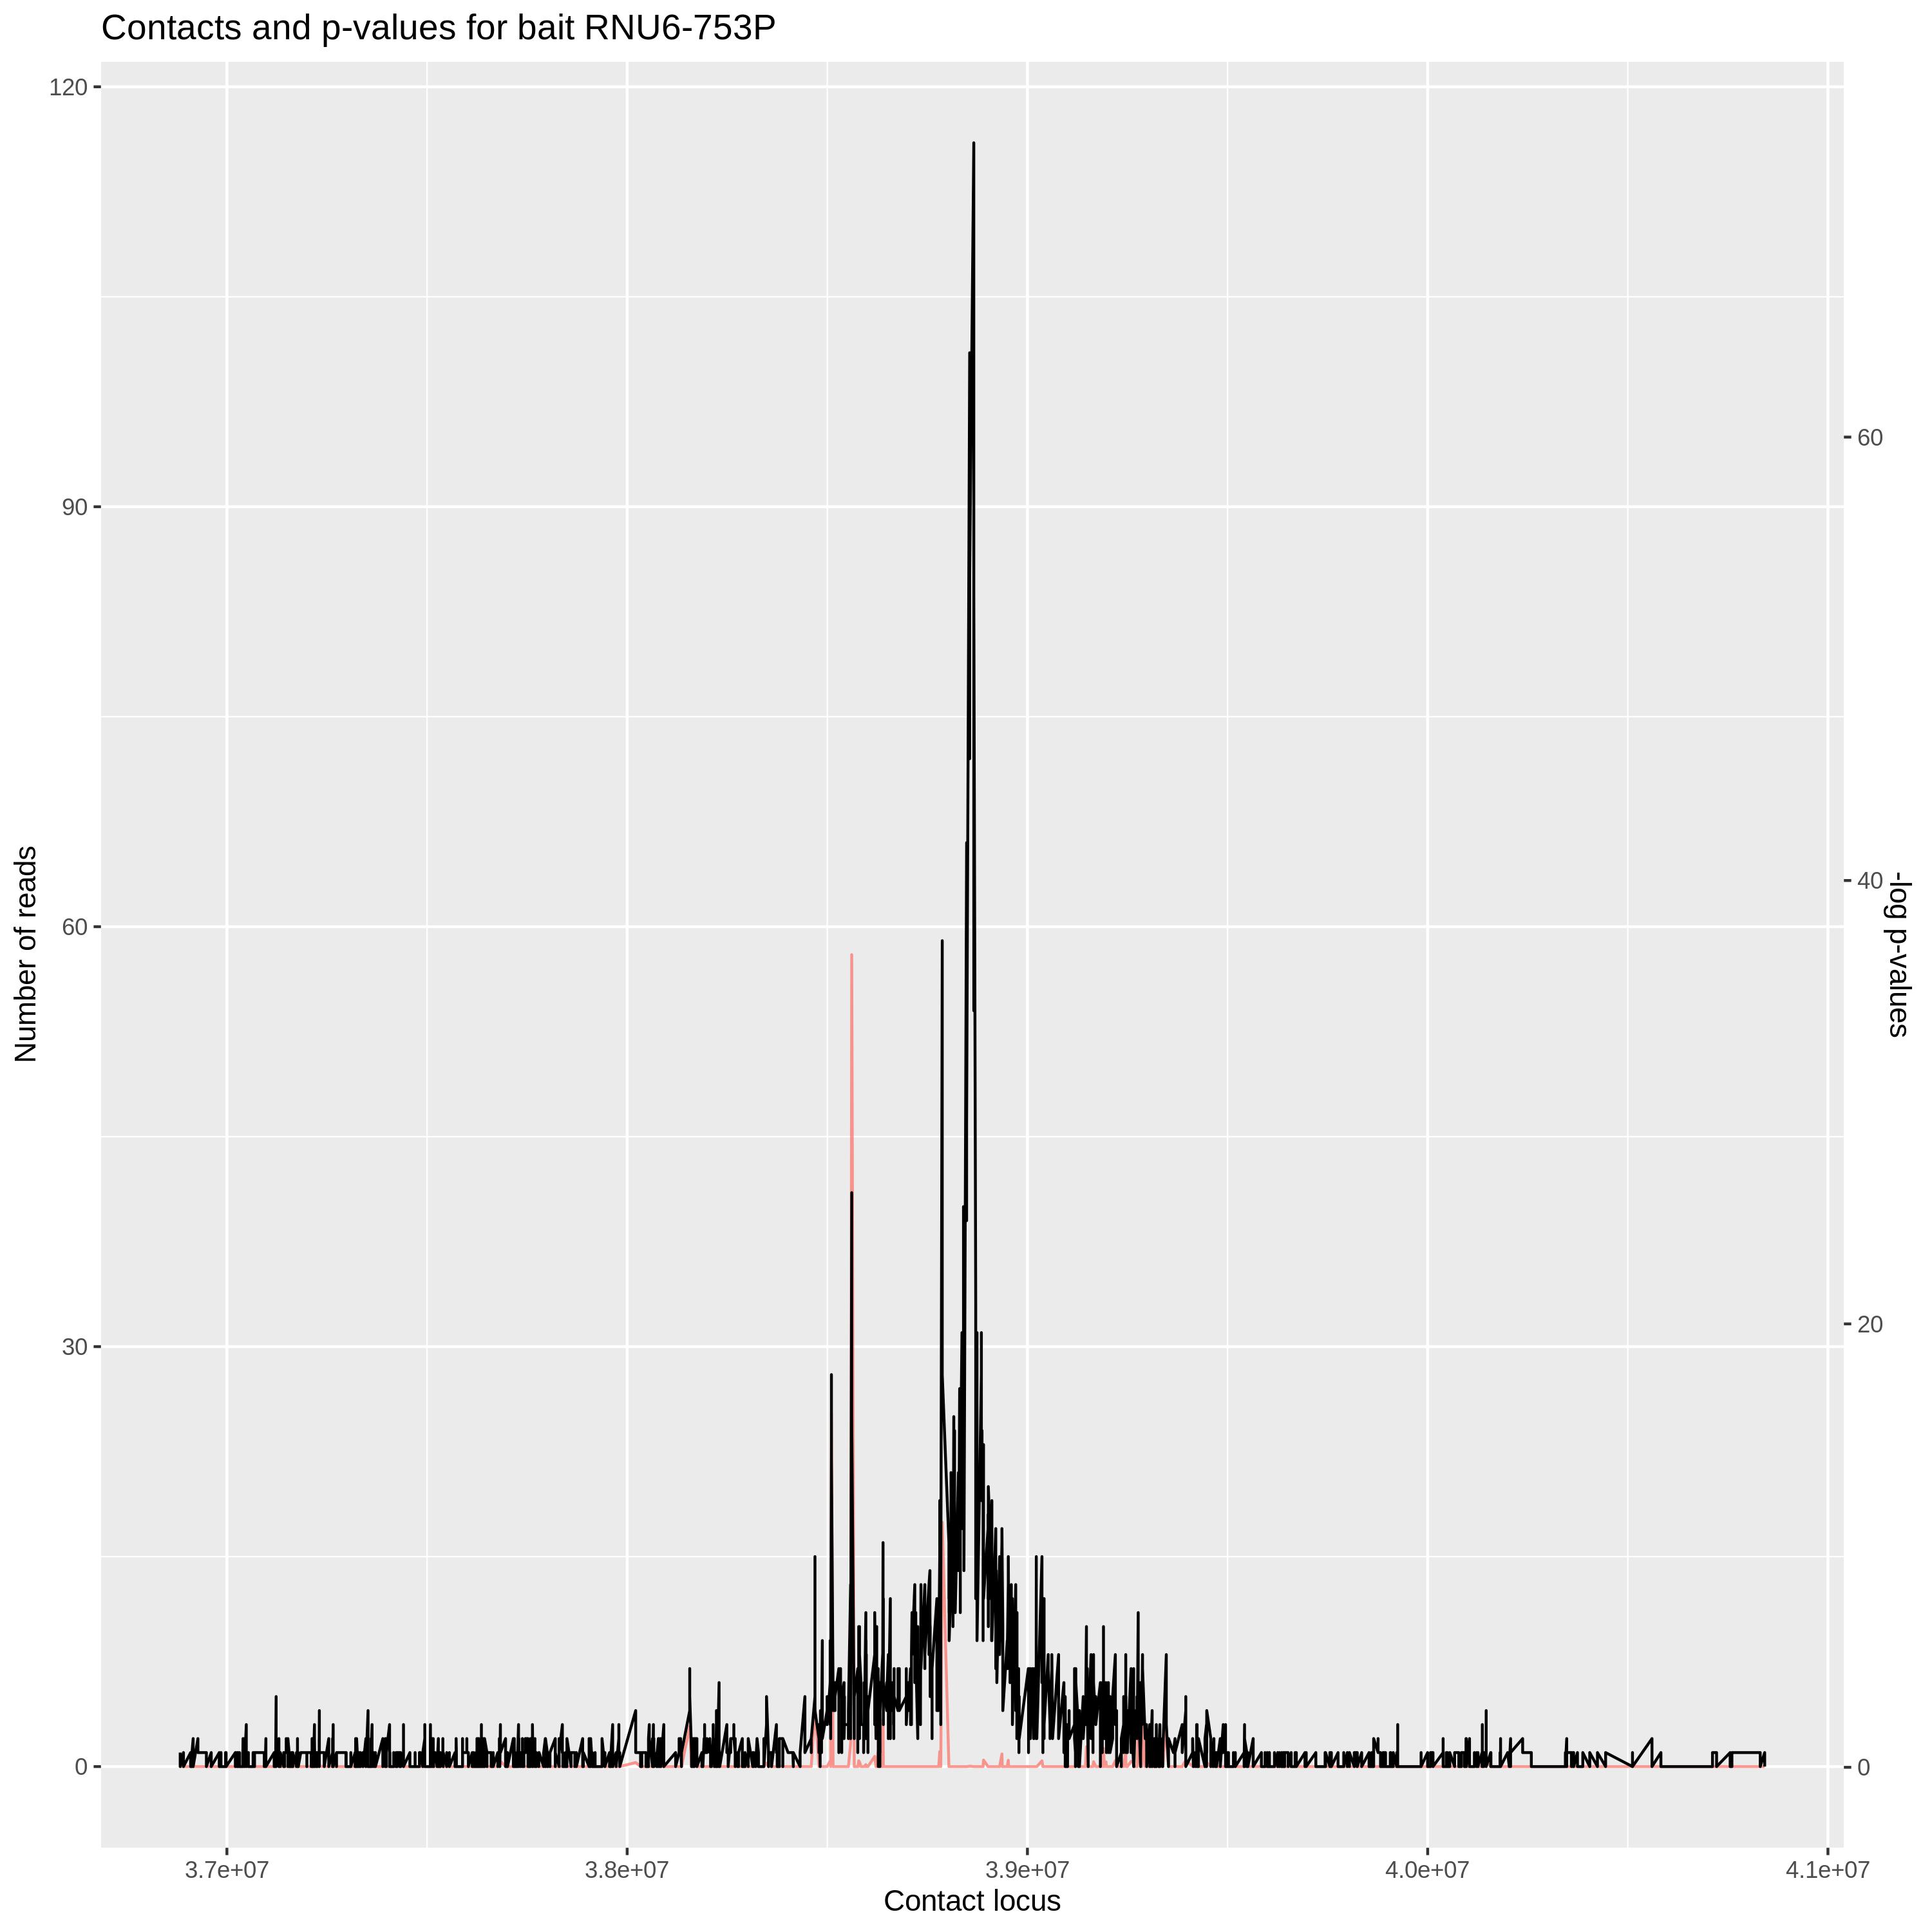 Contacts and p-values for bait RNU6-753P
120
90
60
30
0
Number of reads
60
40
20
0
-log p-values
3.7e+07 3.8e+07 3.9e+07 4.0e+07 4.1e+07
Contact locus